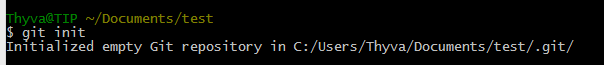 Thyva@TIP ~/Documents/test
$ git init
Initialized empty Git repository in C:/Users/Thyva/Documents/test/.git/